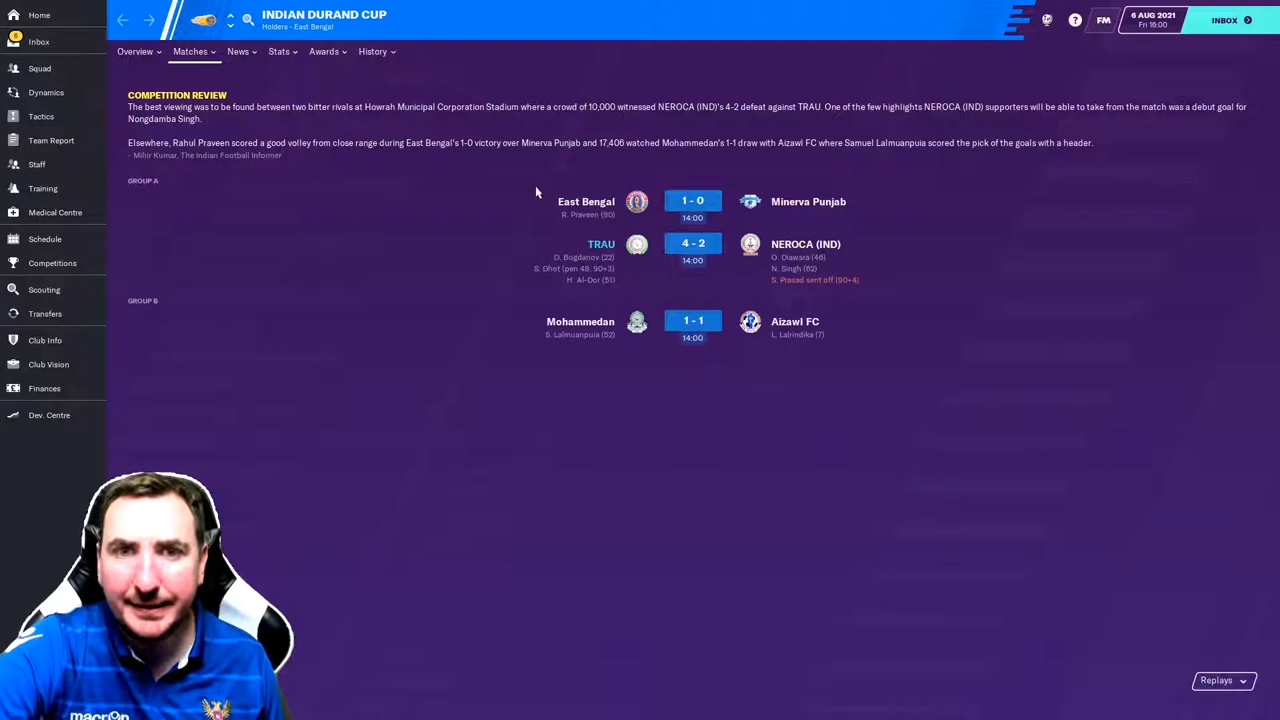 Home
INDIAN DURAND CUP
Holders - East Bengal
FM
6 AUG 2021
Fri 16:00
INBOX
6
Inbox
Overview
Matches
News
Stats
Awards
History
Squad
Dynamics
Tactics
Team Report
Staff
Training
Medical Centre
Schedule
Competitions
Scouting
Transfers
Club Info
Club Vision
Finances
Dev. Centre
COMPETITION REVIEW
The best viewing was to be found between two bitter rivals at Howrah Municipal Corporation Stadium where a crowd of 10,000 witnessed NEROCA (IND)'s 4-2 defeat against TRAU. One of the few highlights NEROCA (IND) supporters will be able to take from the match was a debut goal for
Nongdamba Singh.
Elsewhere, Rahul Praveen scored a good volley from close range during East Bengal's 1-0 victory over Minerva Punjab and 17,406 watched Mohammedan's 1-1 draw with Aizawl FC where Samuel Lalmuanpuia scored the pick of the goals with a header.
- Mihir Kumar, The Indian Football Informer
GROUP A
East Bengal 1 - 0 Minerva Punjab
R. Praveen (90) 14:00
TRAU 4 - 2 NEROCA (IND)
D. Bogdanov (22) 14:00 O. Diawara (46)
S. Dhot (pen 48, 90+3) N. Singh (62)
H. Al-Dor (51) S. Prasad sent off (90+4)
GROUP B
Mohammedan 1 - 1 Aizawl FC
S. Lalmuanpuia (52) 14:00 L. Lalrindika (7)
Replays
macron